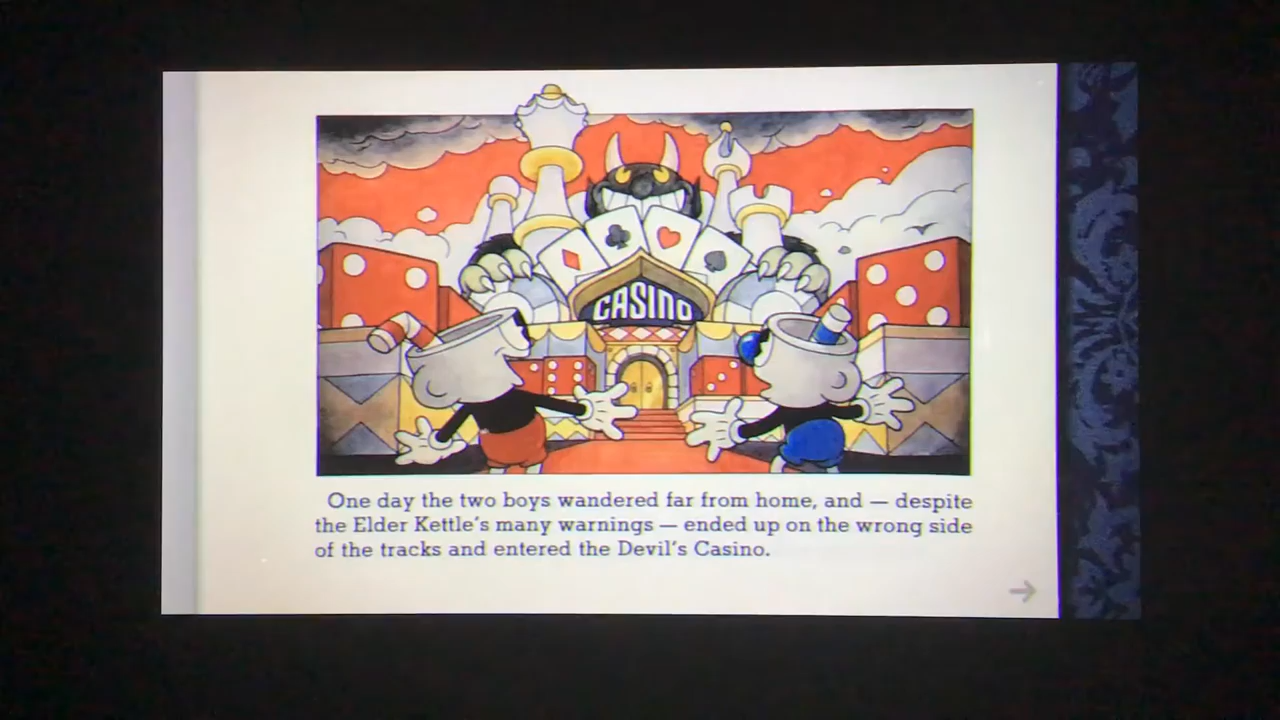 CASINO
One day the two boys wandered far from home, and — despite
the Elder Kettle's many warnings — ended up on the wrong side
of the tracks and entered the Devil's Casino.